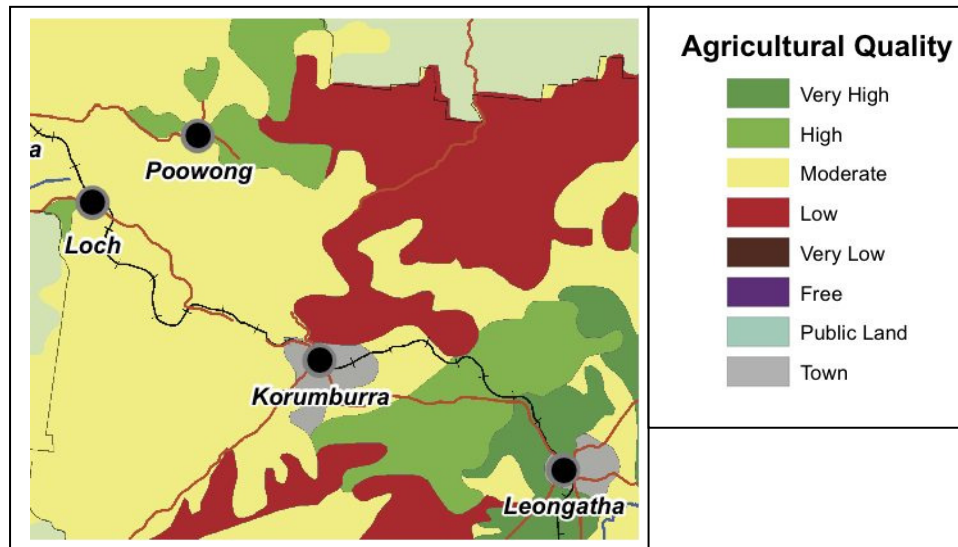 a
Poowong
Loch
Korumburra
Leongatha
Agricultural Quality
Very High
High
Moderate
Low
Very Low
Free
Public Land
Town